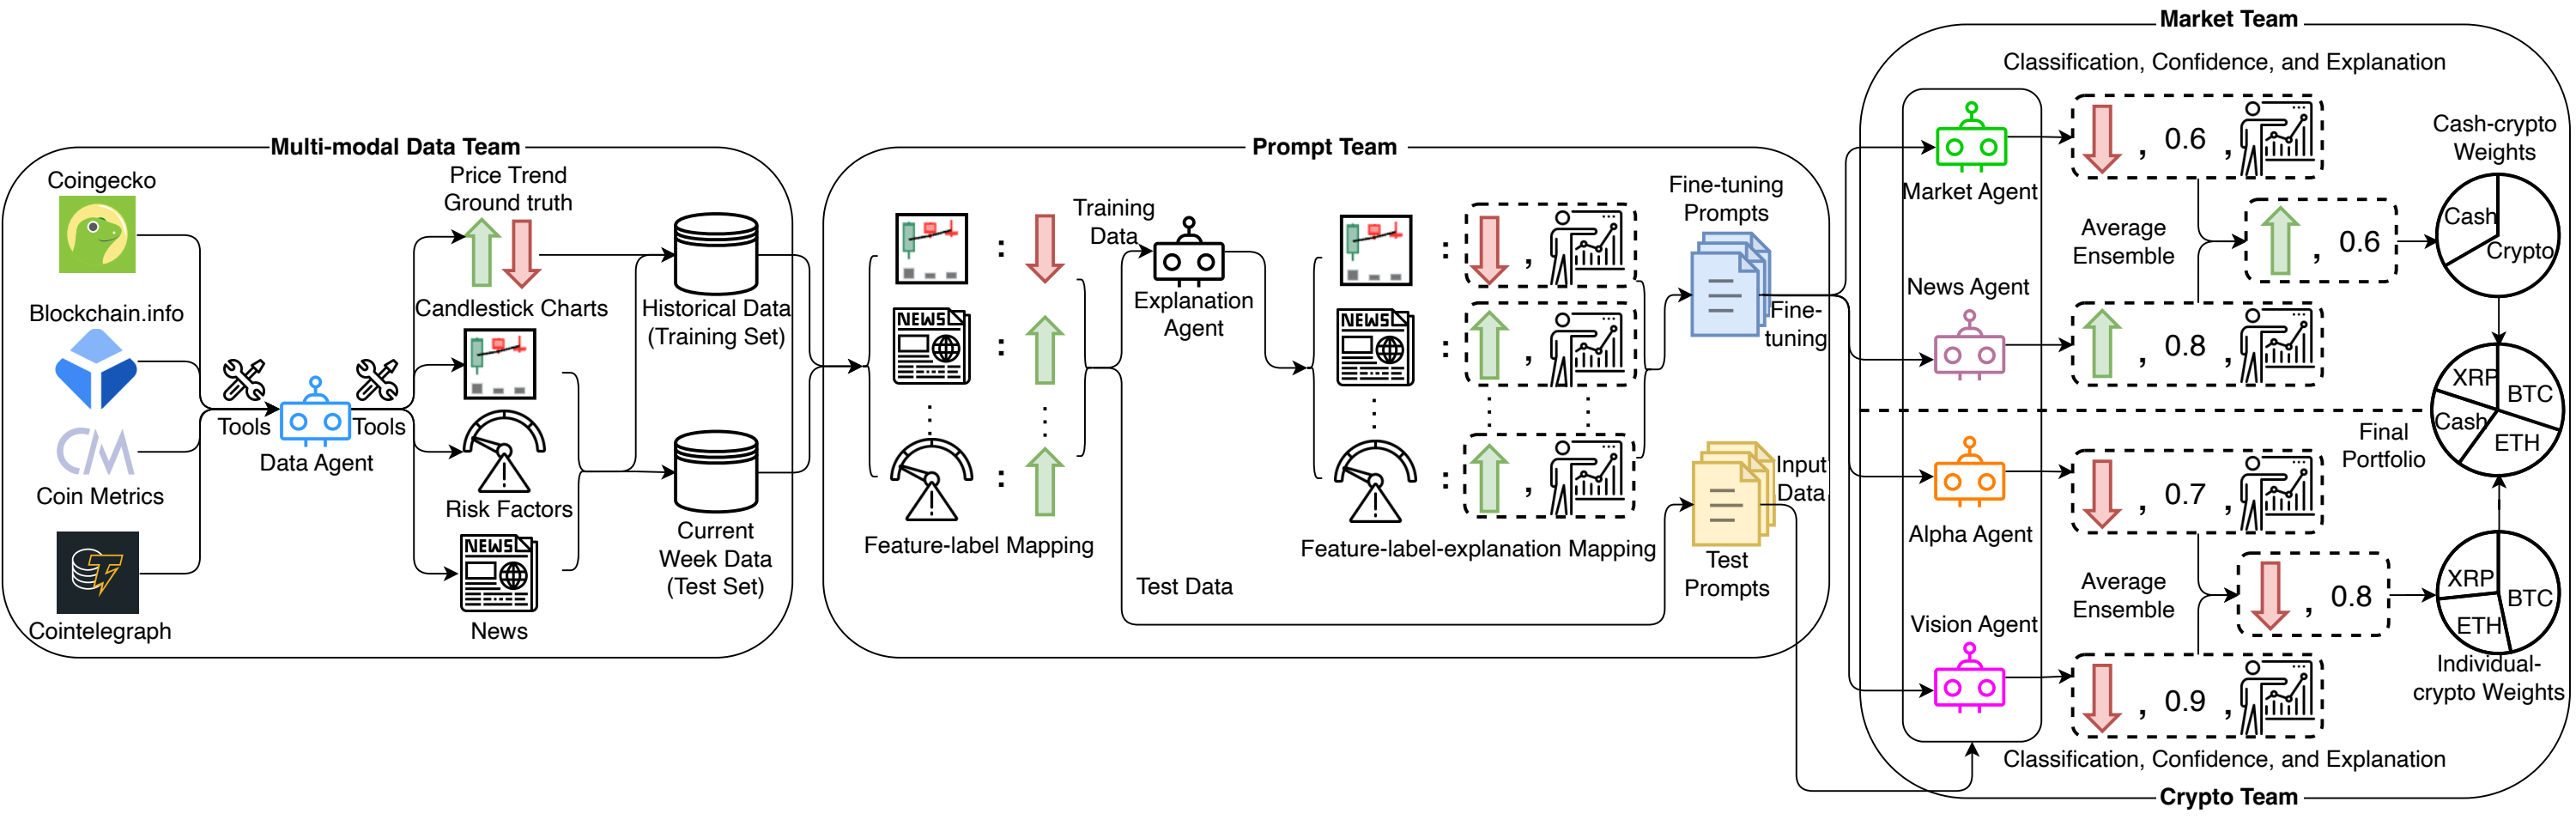 Multi-modal Data Team
Coingecko
Blockchain.info
CM
Coin Metrics
Cointelegraph
Tools
Data Agent
Tools
Price Trend
Ground truth
Candlestick Charts
Risk Factors
NEWS
News
Historical Data
(Training Set)
Current
Week Data
(Test Set)
Prompt Team
:
NEWS
:
:
Feature-label Mapping
Training
Data
Explanation
Agent
Test Data
: ,
NEWS
: ,
: ,
Feature-label-explanation Mapping
Fine-tuning
Prompts
Fine-
tuning
Input
Data
Test
Prompts
Market Team
Classification, Confidence, and Explanation
Market Agent
, 0.6 ,
News Agent
, 0.8 ,
Average
Ensemble
, 0.6
Cash-crypto
Weights
Cash
Crypto
XRP
BTC
Cash
ETH
Final
Portfolio
Alpha Agent
, 0.7 ,
Vision Agent
, 0.9 ,
Average
Ensemble
, 0.8
XRP
BTC
ETH
Individual-
crypto Weights
Classification, Confidence, and Explanation
Crypto Team